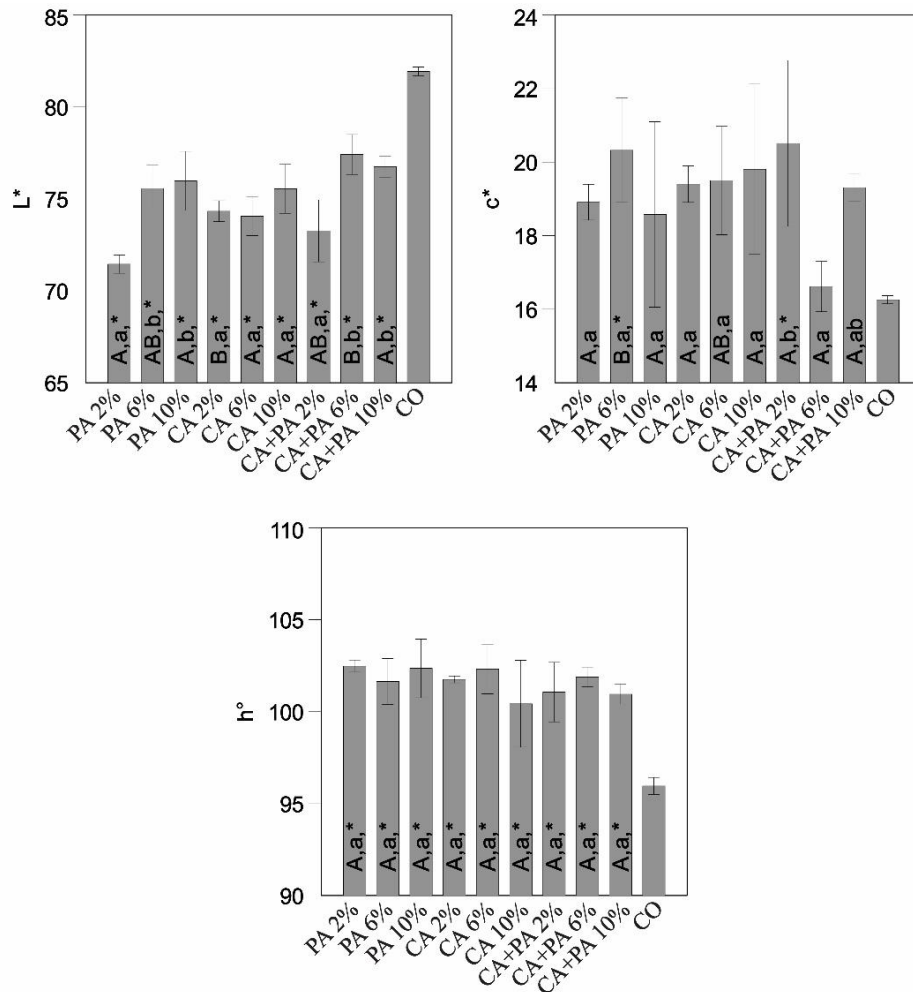 L*
85
80
75
70
65
A,a,*
AB,b,*
A,b,*
B,a,*
A,a,*
A,a,*
AB,a,*
B,b,*
A,b,*
PA 2%
PA 6%
PA 10%
CA 2%
CA 6%
CA 10%
CA+PA 2%
CA+PA 6%
CA+PA 10%
CO
c*
24
22
20
18
16
14
A,a
B,a,*
A,a
A,a
AB,a
A,a
A,b,*
A,a
A,ab
PA 2%
PA 6%
PA 10%
CA 2%
CA 6%
CA 10%
CA+PA 2%
CA+PA 6%
CA+PA 10%
CO
h°
110
105
100
95
90
A,a,*
A,a,*
A,a,*
A,a,*
A,a,*
A,a,*
A,a,*
A,a,*
A,a,*
PA 2%
PA 6%
PA 10%
CA 2%
CA 6%
CA 10%
CA+PA 2%
CA+PA 6%
CA+PA 10%
CO